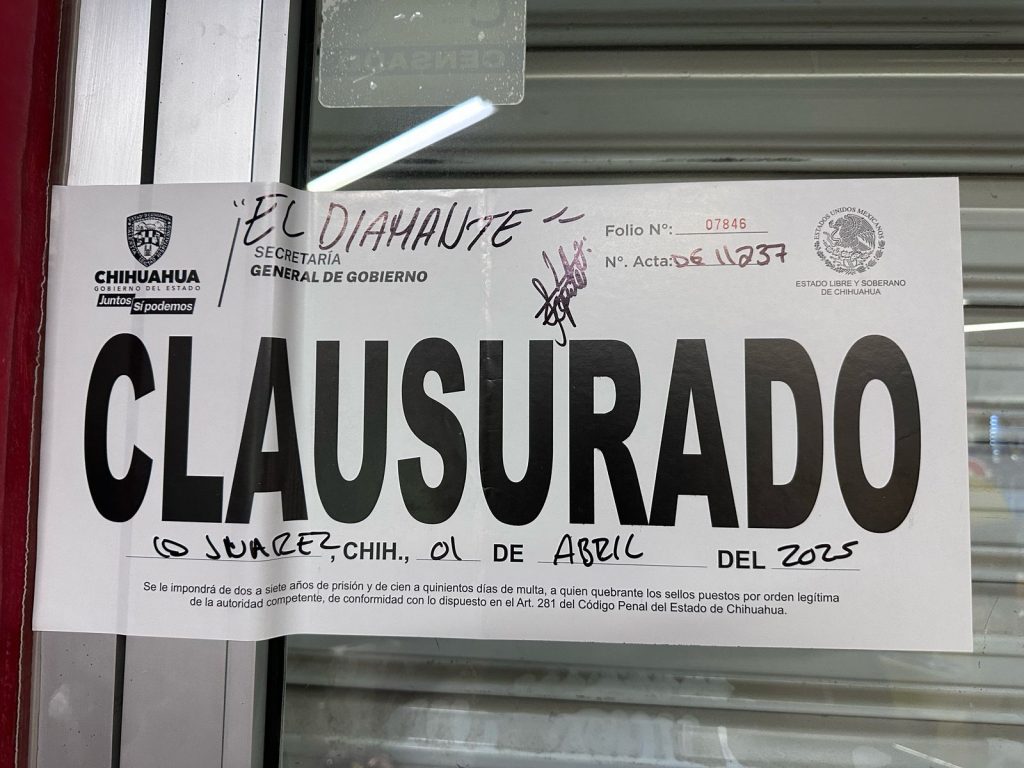 "EL DIAMANTE~
CHIHUAHUA
GOBIERNO DEL ESTADO
Juntos Sí podemos
SECRETARÍA
GENERAL DE GOBIERNO
Folio N°: 07846
N°. Acta: DE 11237
ESTADOS UNIDOS MEXICANOS
ESTADO LIBRE Y SOBERANO
DE CHIHUAHUA
CLAUSURADO
CD JUAREZ, CHIH., 01 DE ABRIL DEL 2025
Se le impondrá de dos a siete años de prisión y de cien a quinientos días de multa, a quien quebrante los sellos puestos por orden legítima
de la autoridad competente, de conformidad con lo dispuesto en el Art. 281 del Código Penal del Estado de Chihuahua.